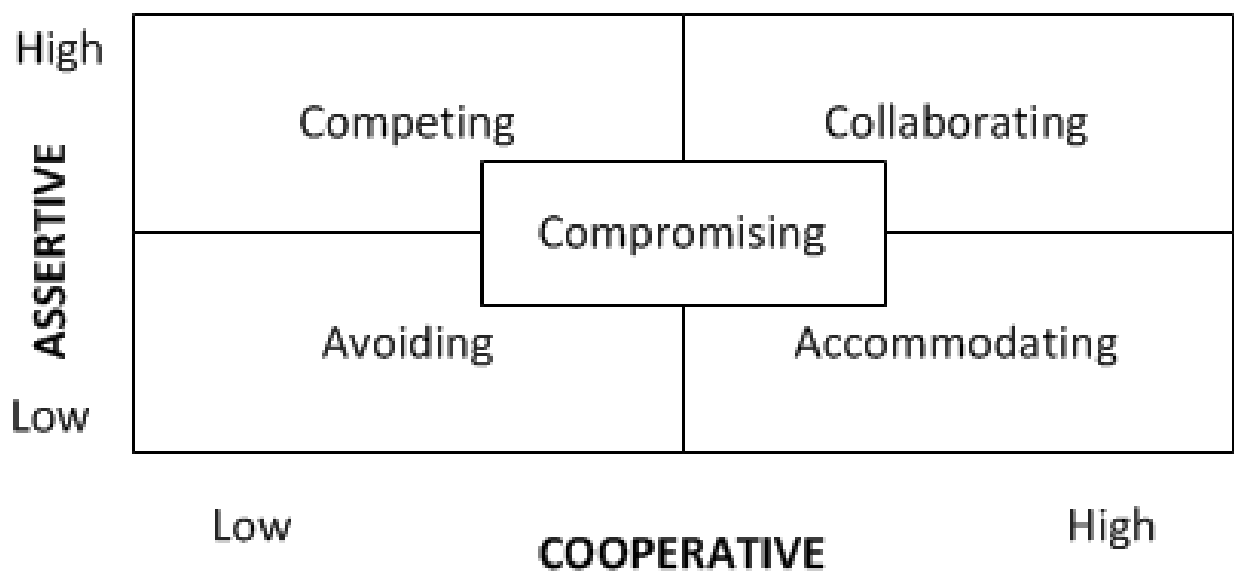 High
Competing
Collaborating
ASSERTIVE
Compromising
Avoiding
Accommodating
Low
Low
High
COOPERATIVE